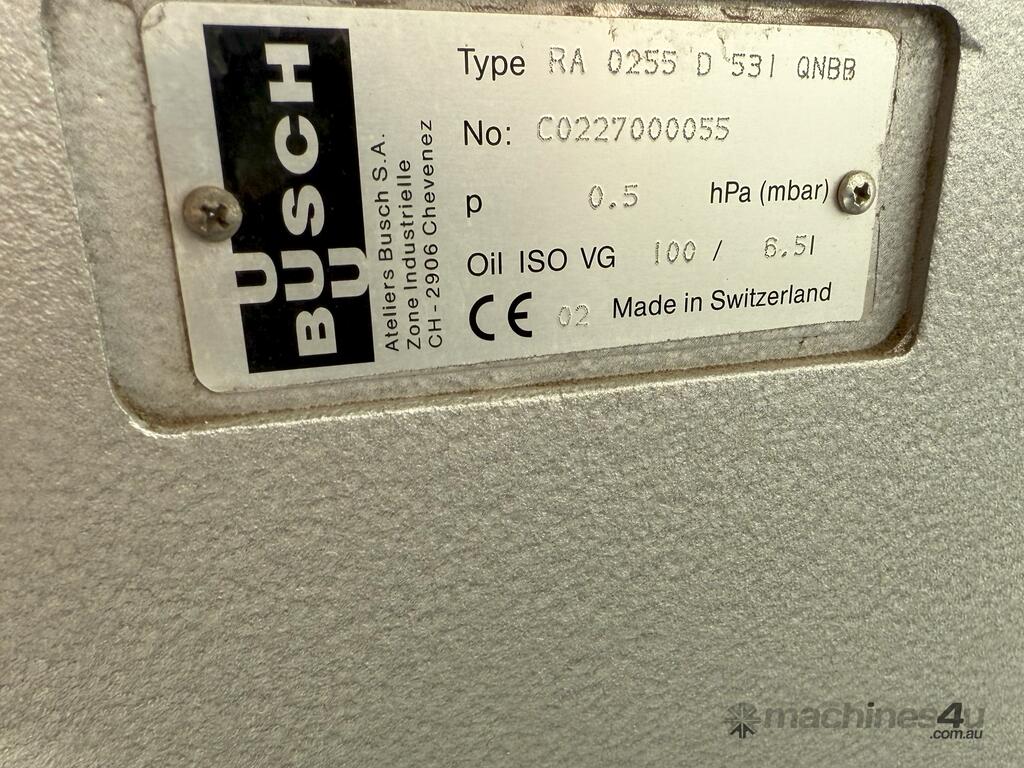 BUSCH
U
U
Ateliers Busch S.A.
Zone Industrielle
CH - 2906 Chevenez
Type RA 0255 D 531 QNBB
No: C0227000055
p 0.5 hPa (mbar)
Oil ISO VG 100 / 6.5l
CE 02 Made in Switzerland
machines4u
.com.au